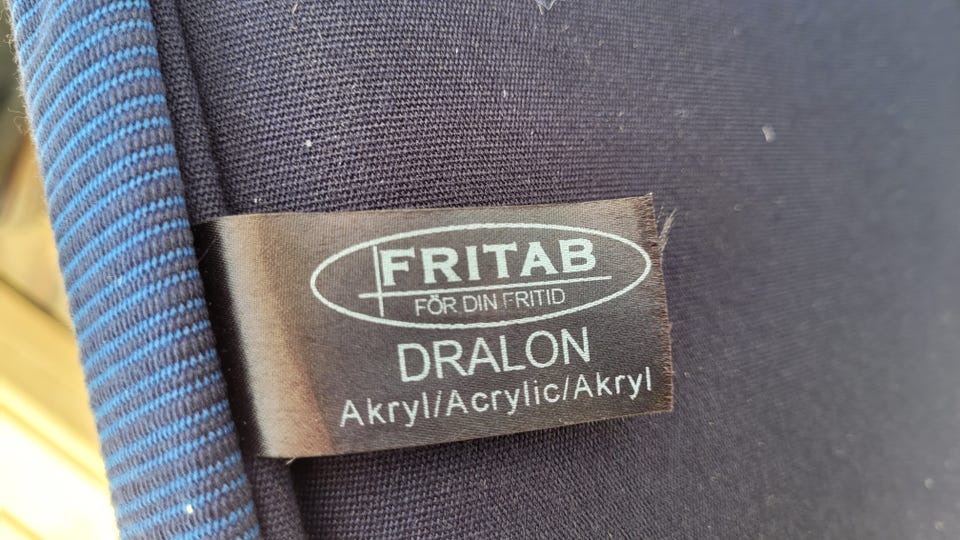 FRITAB
FÖR DIN FRITID
DRALON
Akryl/Acrylic/Akryl